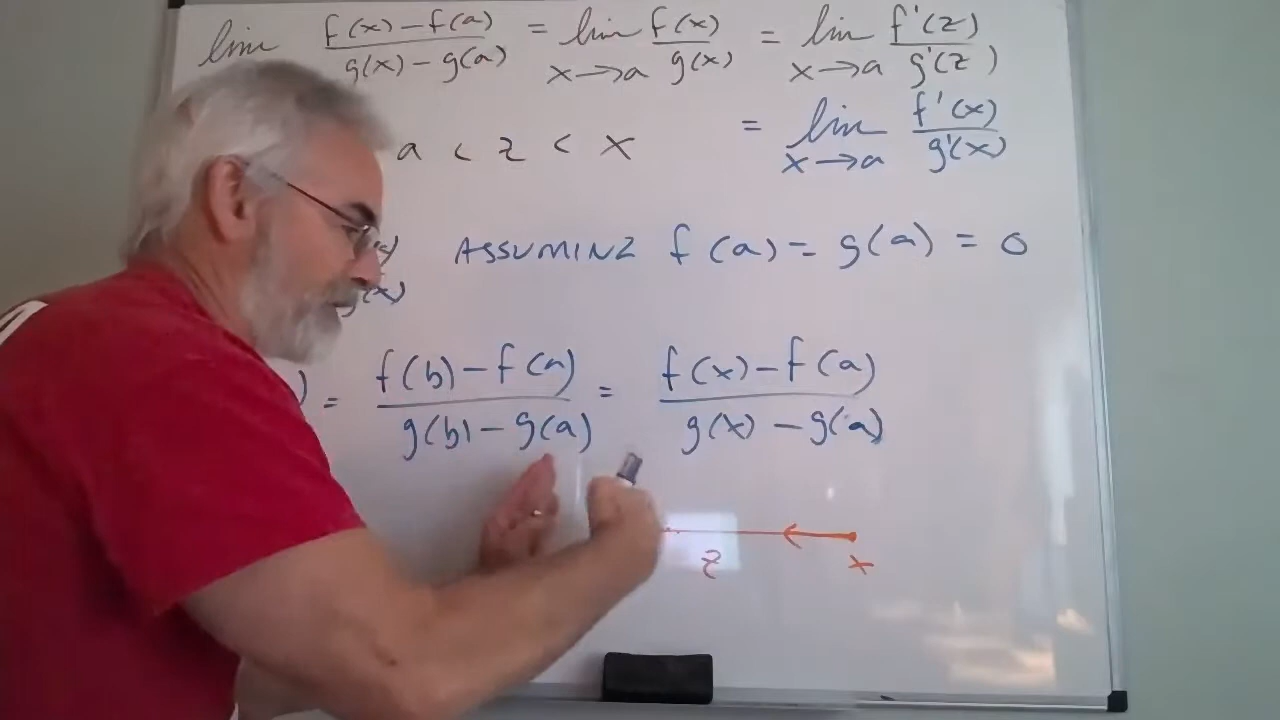 lim f(x)-f(a) / g(x)-g(a) = lim x→a f(x) / g(x) = lim x→a f'(z) / g'(z)
= lim x→a f'(x) / g'(x)
a < z < x
ASSUMING f(a) = g(a) = 0
) = f(b)-f(a) / g(b)-g(a) = f(x)-f(a) / g(x)-g(a)
z x